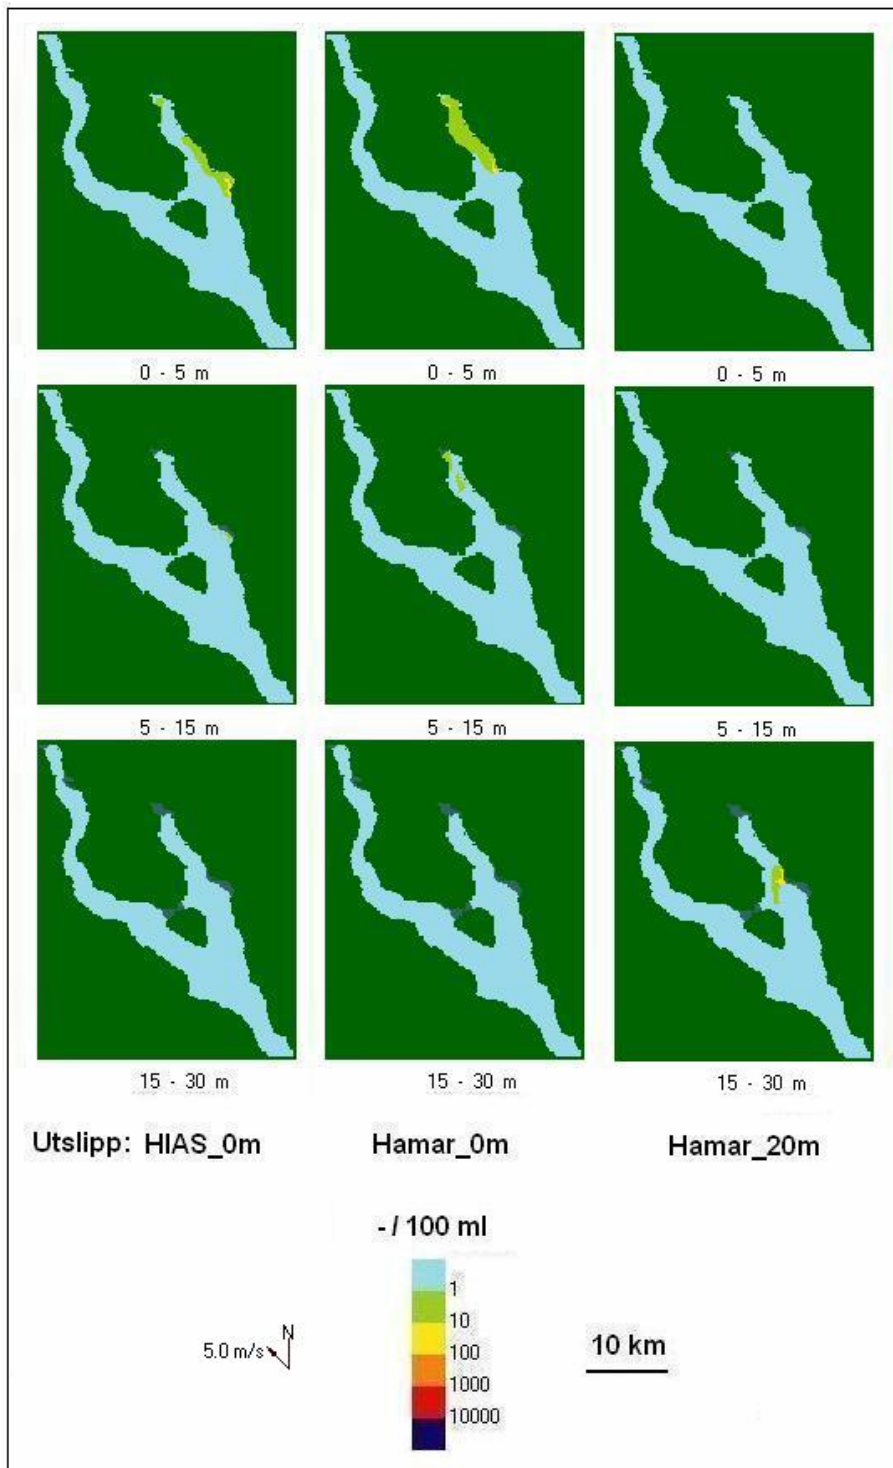 0 - 5 m 0 - 5 m 0 - 5 m
5 - 15 m 5 - 15 m 5 - 15 m
15 - 30 m 15 - 30 m 15 - 30 m
Utslipp: HIAS_0m Hamar_0m Hamar_20m
- / 100 ml
1
10
100
1000
10000
N
5.0 m/s
10 km